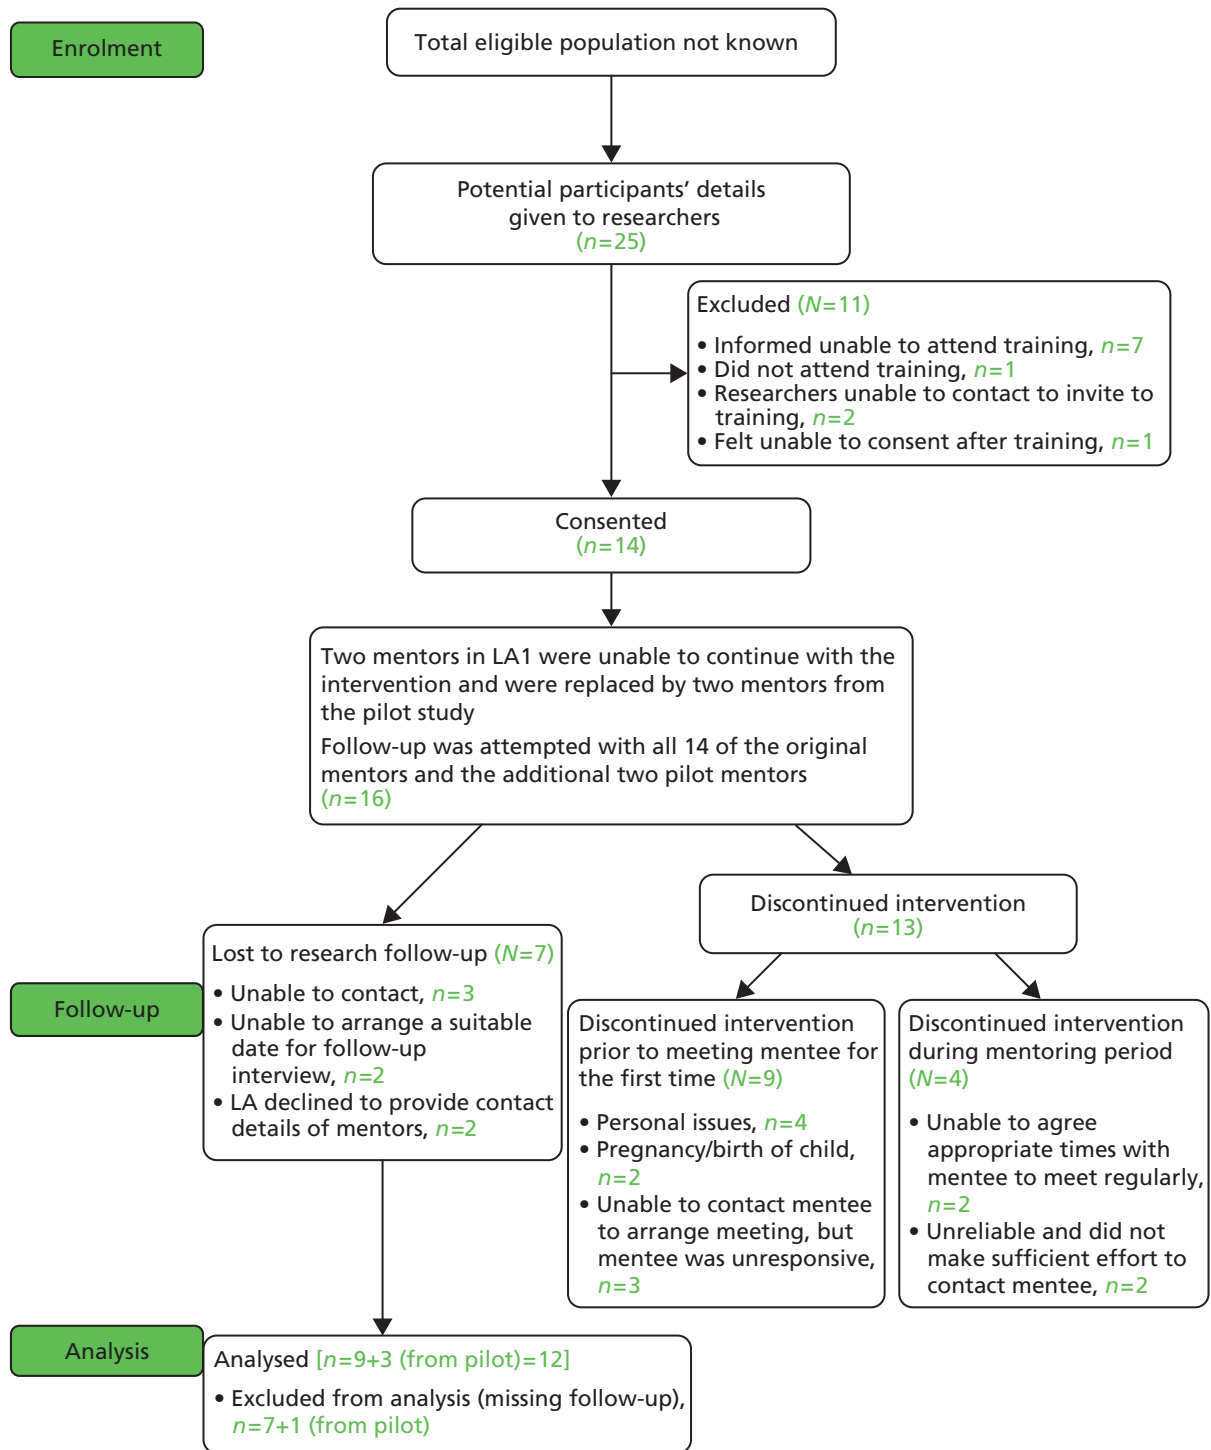 Enrolment
Total eligible population not known
Potential participants’ details
given to researchers
(n=25)
Excluded (N=11)
• Informed unable to attend training, n=7
• Did not attend training, n=1
• Researchers unable to contact to invite to
training, n=2
• Felt unable to consent after training, n=1
Consented
(n=14)
Two mentors in LA1 were unable to continue with the
intervention and were replaced by two mentors from
the pilot study
Follow-up was attempted with all 14 of the original
mentors and the additional two pilot mentors
(n=16)
Discontinued intervention
(n=13)
Follow-up
Lost to research follow-up (N=7)
• Unable to contact, n=3
• Unable to arrange a suitable
date for follow-up
interview, n=2
• LA declined to provide contact
details of mentors, n=2
Discontinued intervention
prior to meeting mentee for
the first time (N=9)
• Personal issues, n=4
• Pregnancy/birth of child,
n=2
• Unable to contact mentee
to arrange meeting, but
mentee was unresponsive,
n=3
Discontinued intervention
during mentoring period
(N=4)
• Unable to agree
appropriate times with
mentee to meet regularly,
n=2
• Unreliable and did not
make sufficient effort to
contact mentee, n=2
Analysis
Analysed [n=9+3 (from pilot)=12]
• Excluded from analysis (missing follow-up),
n=7+1 (from pilot)